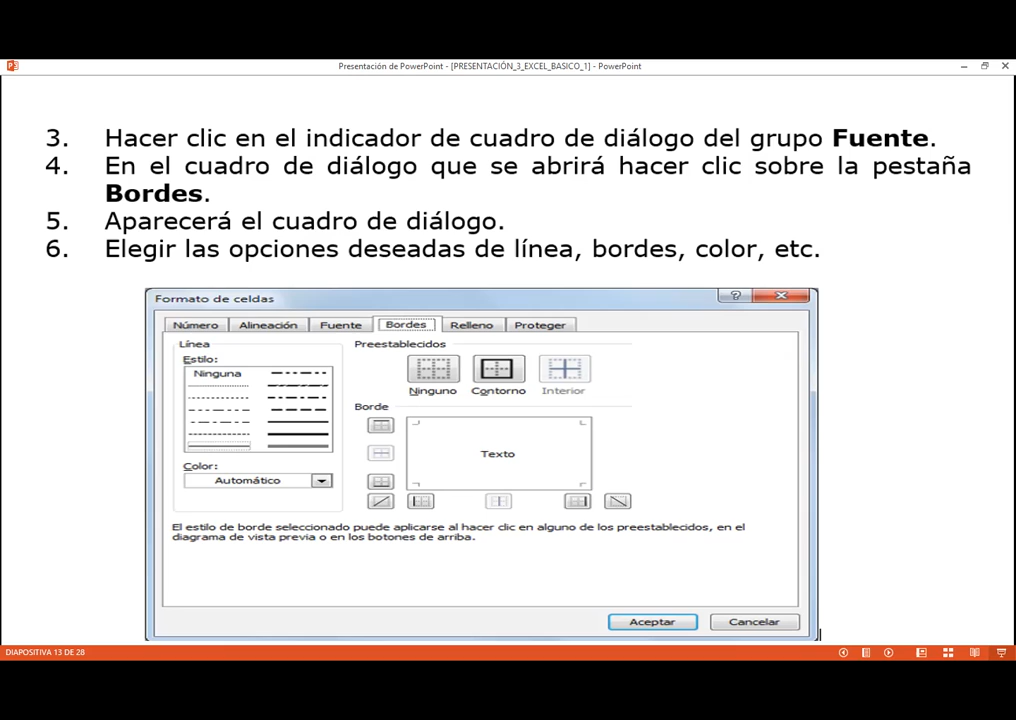 Presentación de PowerPoint - [PRESENTACIÓN_3_EXCEL_BASICO_1] - PowerPoint
3. Hacer clic en el indicador de cuadro de diálogo del grupo Fuente.
4. En el cuadro de diálogo que se abrirá hacer clic sobre la pestaña
Bordes.
5. Aparecerá el cuadro de diálogo.
6. Elegir las opciones deseadas de línea, bordes, color, etc.
Formato de celdas
Número Alineación Fuente Bordes Relleno Proteger
Línea
Estilo:
Ninguna
Color:
Automático
Preestablecidos
Ninguno Contorno Interior
Borde
Texto
El estilo de borde seleccionado puede aplicarse al hacer clic en alguno de los preestablecidos, en el
diagrama de vista previa o en los botones de arriba.
Aceptar Cancelar
DIAPOSITIVA 13 DE 28